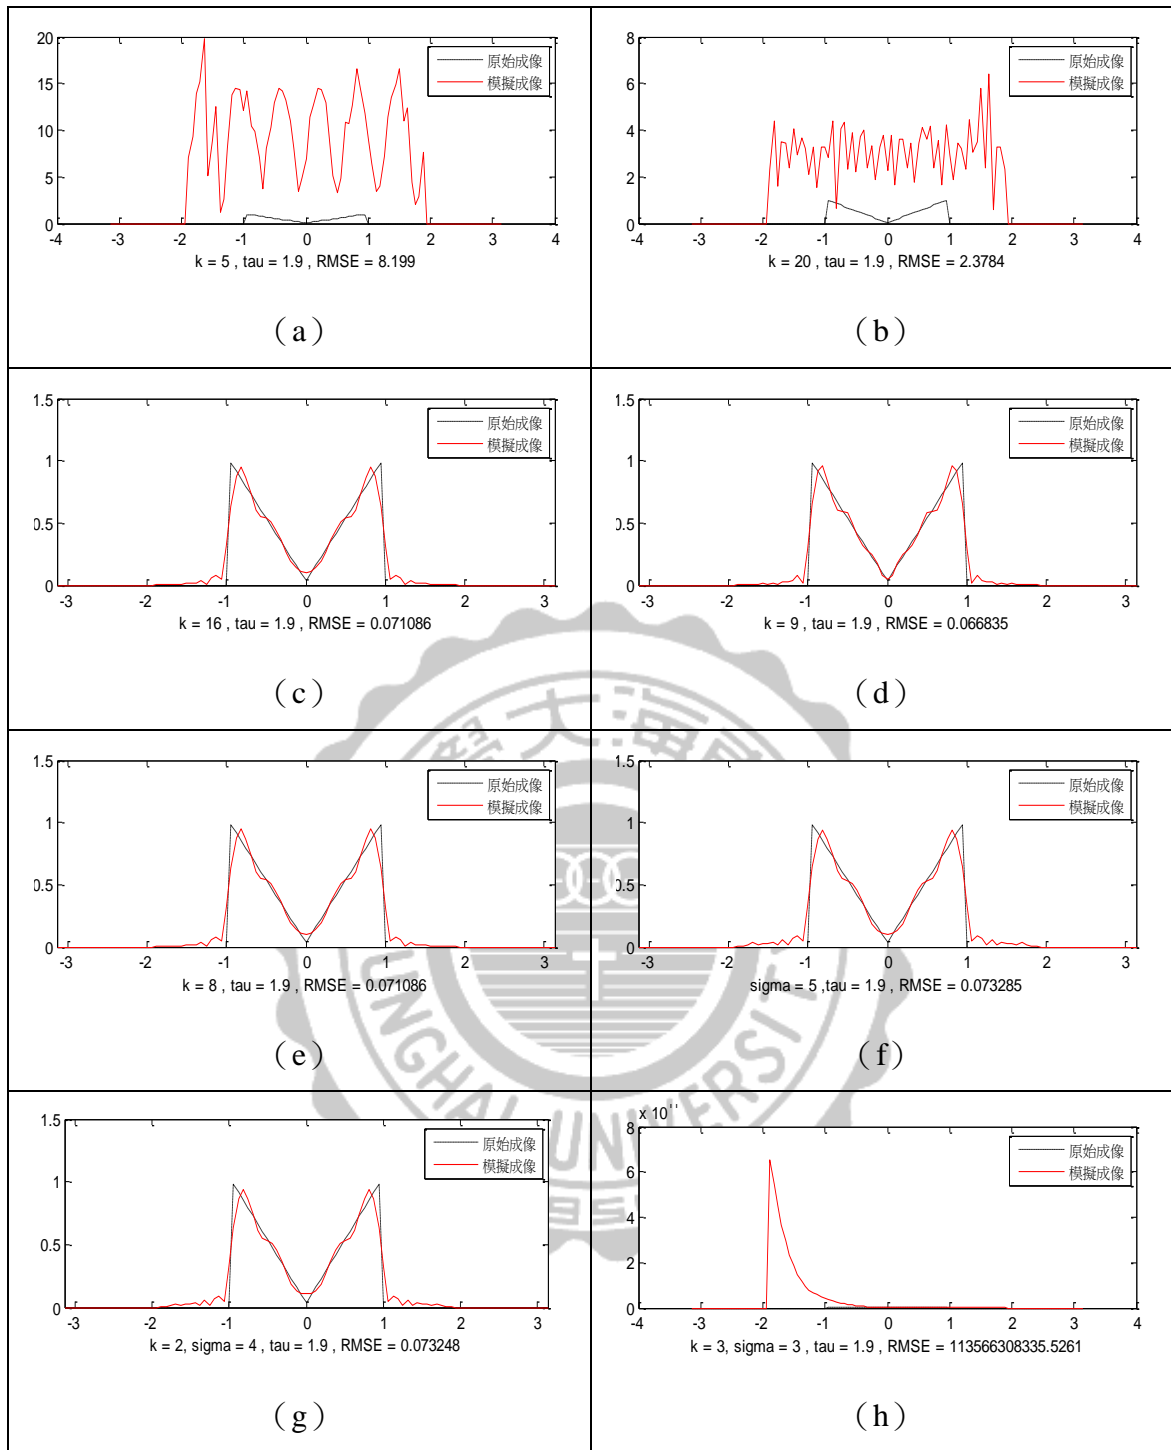 20
15
10
5
0
-4 -3 -2 -1 0 1 2 3 4
原始成像
模擬成像
k = 5 , tau = 1.9 , RMSE = 8.199
(a)
8
6
4
2
0
-4 -3 -2 -1 0 1 2 3 4
原始成像
模擬成像
k = 20 , tau = 1.9 , RMSE = 2.3784
(b)
1.5
1
0.5
0
-3 -2 -1 0 1 2 3
原始成像
模擬成像
k = 16 , tau = 1.9 , RMSE = 0.071086
(c)
1.5
1
0.5
0
-3 -2 -1 0 1 2 3
原始成像
模擬成像
k = 9 , tau = 1.9 , RMSE = 0.066835
(d)
1.5
1
0.5
0
-3 -2 -1 0 1 2 3
原始成像
模擬成像
k = 8 , tau = 1.9 , RMSE = 0.071086
(e)
1.5
1
0.5
0
-3 -2 -1 0 1 2 3
原始成像
模擬成像
sigma = 5 ,tau = 1.9 , RMSE = 0.073285
(f)
1.5
1
0.5
0
-3 -2 -1 0 1 2 3
原始成像
模擬成像
k = 2, sigma = 4 , tau = 1.9 , RMSE = 0.073248
(g)
x 10¹¹
8
6
4
2
0
-4 -3 -2 -1 0 1 2 3 4
原始成像
模擬成像
k = 3, sigma = 3 , tau = 1.9 , RMSE = 113566308335.5261
(h)